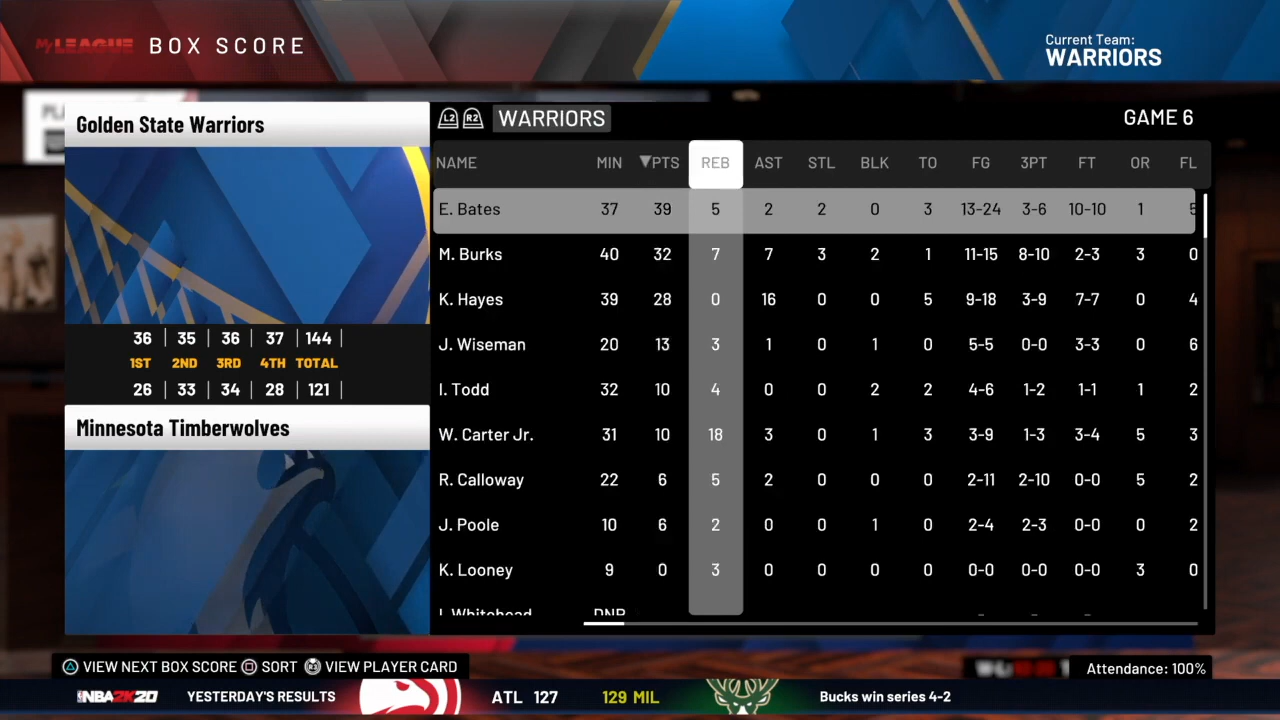 MyLEAGUE BOX SCORE
Current Team:
WARRIORS
Golden State Warriors
36 35 36 37 144
1ST 2ND 3RD 4TH TOTAL
26 33 34 28 121
Minnesota Timberwolves
L2 R2 WARRIORS GAME 6
NAME MIN ▼PTS REB AST STL BLK TO FG 3PT FT OR FL
E. Bates 37 39 5 2 2 0 3 13-24 3-6 10-10 1 5
M. Burks 40 32 7 7 3 2 1 11-15 8-10 2-3 3 0
K. Hayes 39 28 0 16 0 0 5 9-18 3-9 7-7 0 4
J. Wiseman 20 13 3 1 0 1 0 5-5 0-0 3-3 0 6
I. Todd 32 10 4 0 0 2 2 4-6 1-2 1-1 1 2
W. Carter Jr. 31 10 18 3 0 1 3 3-9 1-3 3-4 5 3
R. Calloway 22 6 5 2 0 0 0 2-11 2-10 0-0 5 2
J. Poole 10 6 2 0 0 1 0 2-4 2-3 0-0 0 2
K. Looney 9 0 3 0 0 0 0 0-0 0-0 0-0 3 0
Whitehead DNP - - -
VIEW NEXT BOX SCORE SORT R3 VIEW PLAYER CARD
Attendance: 100%
NBA2K20 YESTERDAY'S RESULTS ATL 127 129 MIL Bucks win series 4-2